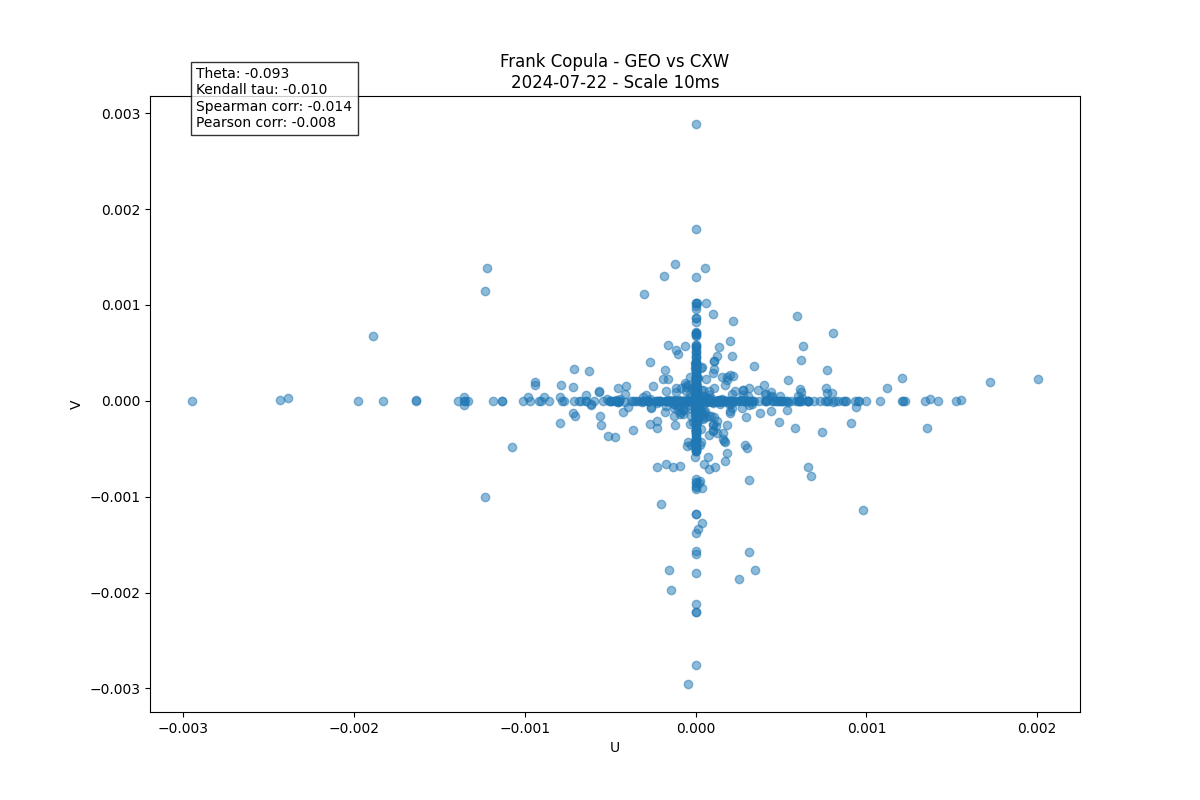 Frank Copula - GEO vs CXW
2024-07-22 - Scale 10ms
Theta: -0.093
Kendall tau: -0.010
Spearman corr: -0.014
Pearson corr: -0.008
0.003
0.002
0.001
0.000
−0.001
−0.002
−0.003
V
−0.003
−0.002
−0.001
0.000
0.001
0.002
U